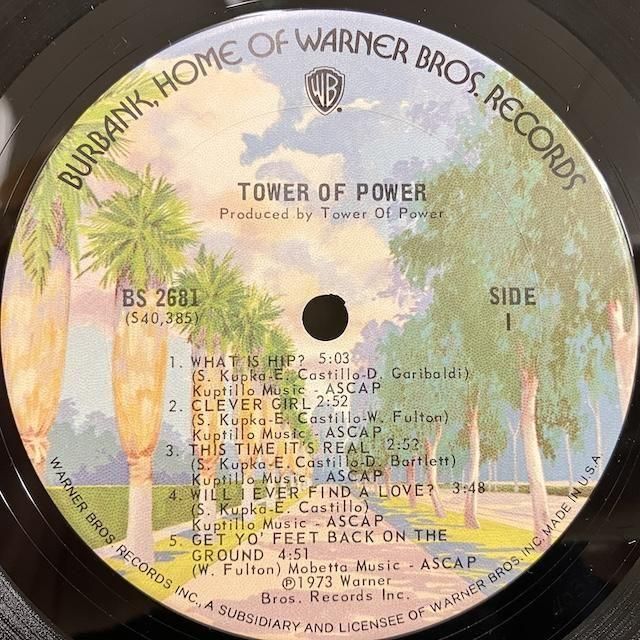 BURBANK, HOME OF WARNER BROS. RECORDS
WB
TOWER OF POWER
Produced by Tower Of Power
BS 2681
(S40,385)
SIDE
1
1. WHAT IS HIP? 5:03
(S. Kupka-E. Castillo-D. Garibaldi)
Kuptillo Music - ASCAP
2. CLEVER GIRL 2:52
(S. Kupka-E. Castillo-W. Fulton)
Kuptillo Music - ASCAP
3. THIS TIME IT'S REAL 2:52
(S. Kupka-E. Castillo-D. Bartlett)
Kuptillo Music - ASCAP
4. WILL I EVER FIND A LOVE? 3:48
(S. Kupka-E. Castillo)
Kuptillo Music - ASCAP
5. GET YO' FEET BACK ON THE
GROUND 4:51
(W. Fulton) Mobetta Music - ASCAP
℗1973 Warner
Bros. Records Inc.
WARNER BROS RECORDS INC., A SUBSIDIARY AND LICENSEE OF WARNER BROS. INC. MADE IN U.S.A.